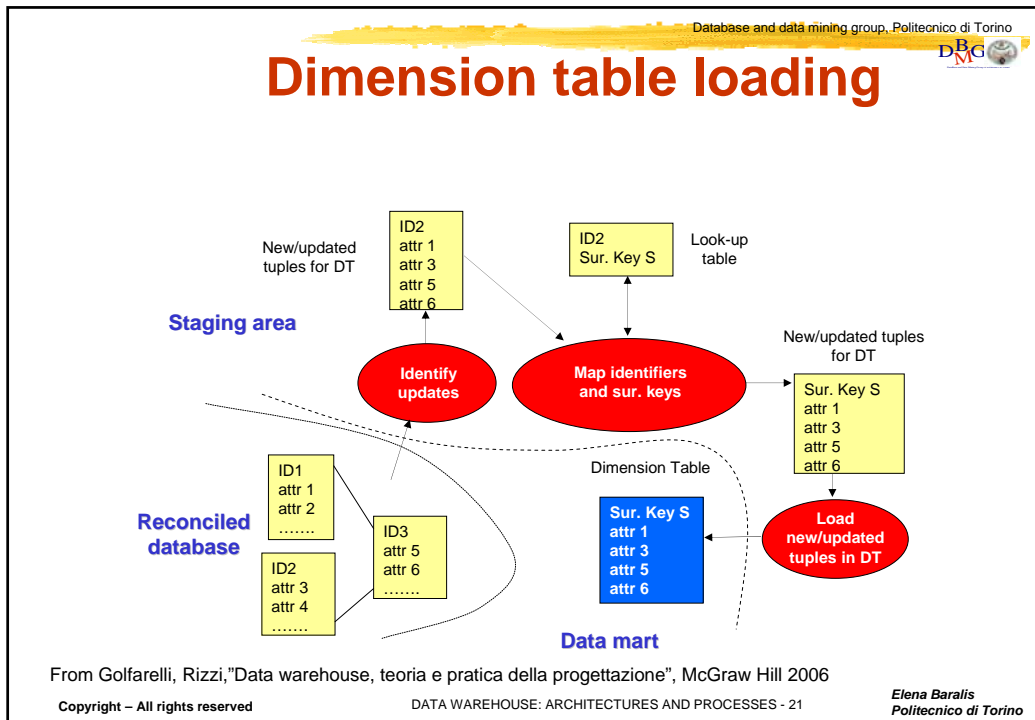 Database and data mining group, Politecnico di Torino
DBMG
Dimension table loading
New/updated
tuples for DT
ID2
attr 1
attr 3
attr 5
attr 6
ID2
Sur. Key S
Look-up
table
Staging area
Identify
updates
Map identifiers
and sur. keys
New/updated tuples
for DT
Sur. Key S
attr 1
attr 3
attr 5
attr 6
Reconciled
database
ID1
attr 1
attr 2
…….
ID2
attr 3
attr 4
…….
ID3
attr 5
attr 6
…….
Dimension Table
Sur. Key S
attr 1
attr 3
attr 5
attr 6
Load
new/updated
tuples in DT
Data mart
From Golfarelli, Rizzi,”Data warehouse, teoria e pratica della progettazione”, McGraw Hill 2006
Copyright – All rights reserved
DATA WAREHOUSE: ARCHITECTURES AND PROCESSES - 21
Elena Baralis
Politecnico di Torino